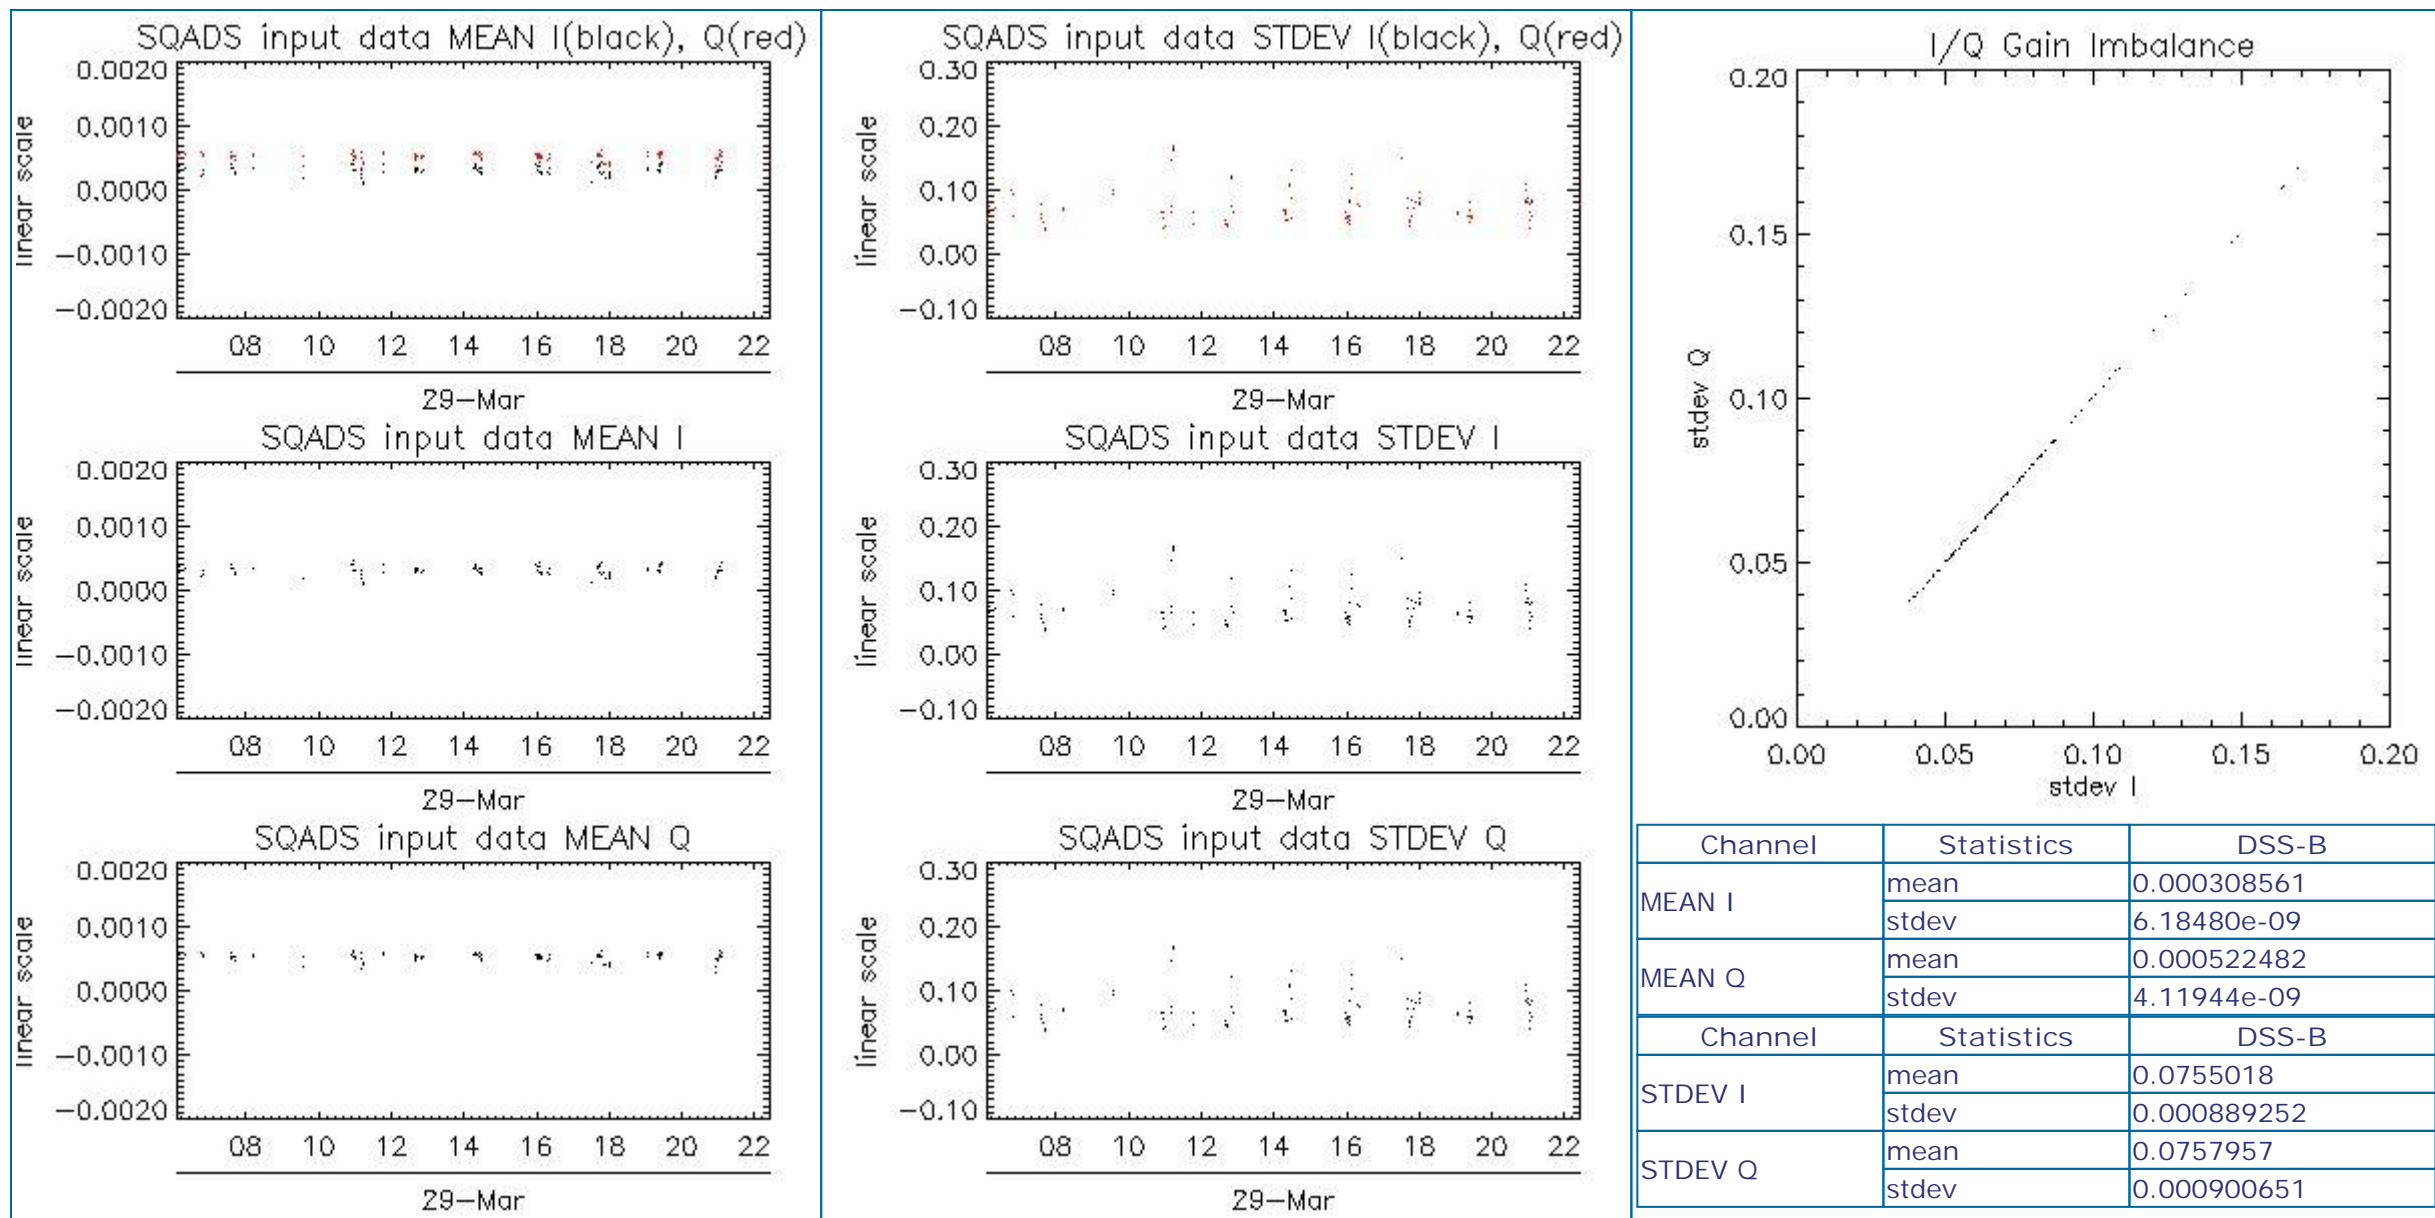 SQADS input data MEAN I(black), Q(red)
0.0020
0.0010
0.0000
-0.0010
-0.0020
linear scale
08 10 12 14 16 18 20 22
29-Mar
SQADS input data MEAN I
0.0020
0.0010
0.0000
-0.0010
-0.0020
linear scale
08 10 12 14 16 18 20 22
29-Mar
SQADS input data MEAN Q
0.0020
0.0010
0.0000
-0.0010
-0.0020
linear scale
08 10 12 14 16 18 20 22
29-Mar
SQADS input data STDEV I(black), Q(red)
0.30
0.20
0.10
0.00
-0.10
linear scale
08 10 12 14 16 18 20 22
29-Mar
SQADS input data STDEV I
0.30
0.20
0.10
0.00
-0.10
linear scale
08 10 12 14 16 18 20 22
29-Mar
SQADS input data STDEV Q
0.30
0.20
0.10
0.00
-0.10
linear scale
08 10 12 14 16 18 20 22
29-Mar
I/Q Gain Imbalance
0.20
0.15
0.10
0.05
0.00
stdev Q
0.00 0.05 0.10 0.15 0.20
stdev I
Channel Statistics DSS-B
MEAN I mean 0.000308561
stdev 6.18480e-09
MEAN Q mean 0.000522482
stdev 4.11944e-09
Channel Statistics DSS-B
STDEV I mean 0.0755018
stdev 0.000889252
STDEV Q mean 0.0757957
stdev 0.000900651